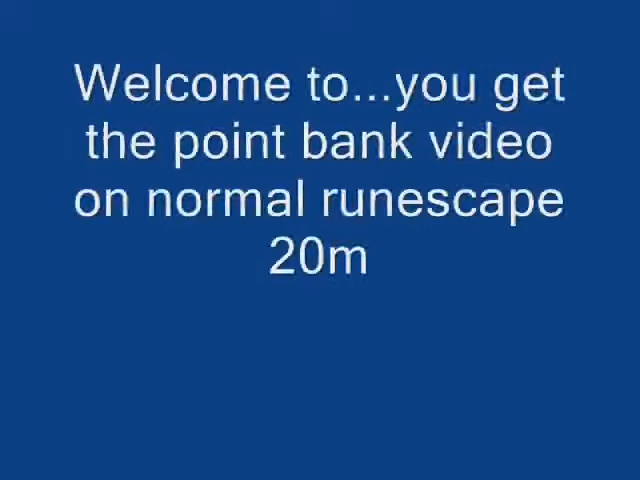 Welcome to...you get
the point bank video
on normal runescape
20m